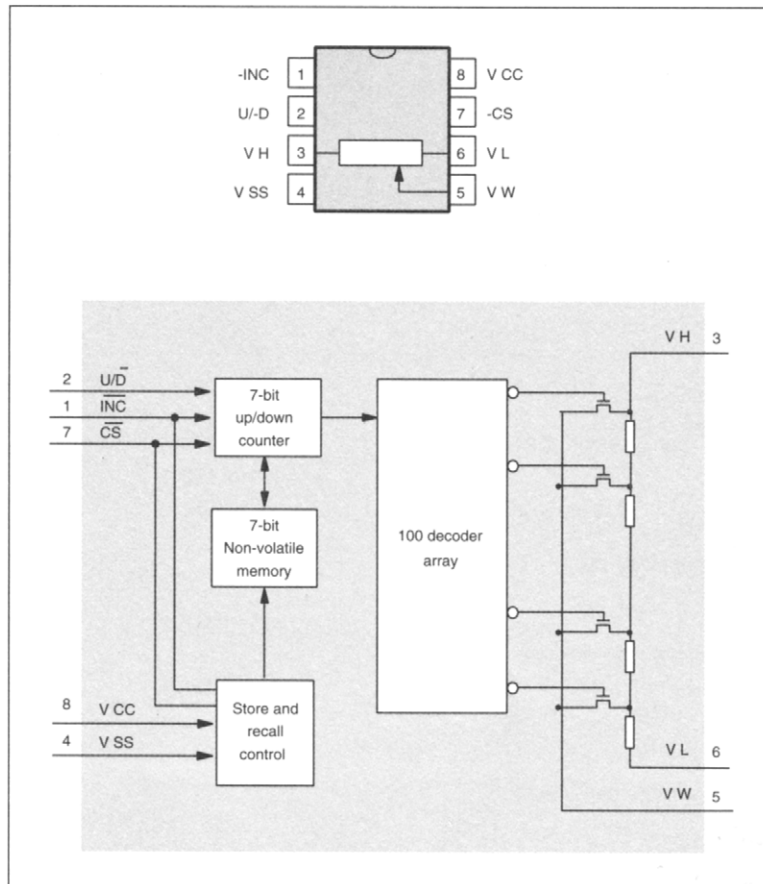 -INC 1 8 V CC
U/-D 2 7 -CS
V H 3 6 V L
V SS 4 5 V W
V H 3
2 U/D̅
1 I̅N̅C̅
7 C̅S̅
7-bit
up/down
counter
7-bit
Non-volatile
memory
100 decoder
array
8 V CC
4 V SS
Store and
recall
control
V L 6
V W 5